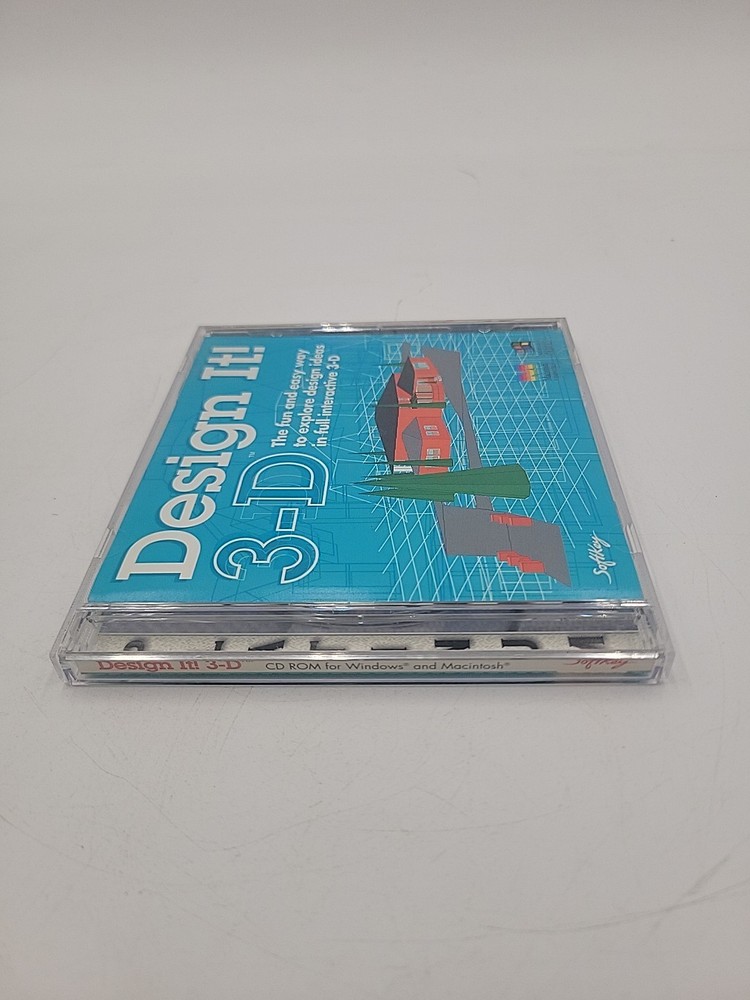 Design It!
3-D™
The fun and easy way
to explore design ideas
in full interactive 3-D
SoftKey
Design It! 3-D CD ROM for Windows® and Macintosh® SoftKey